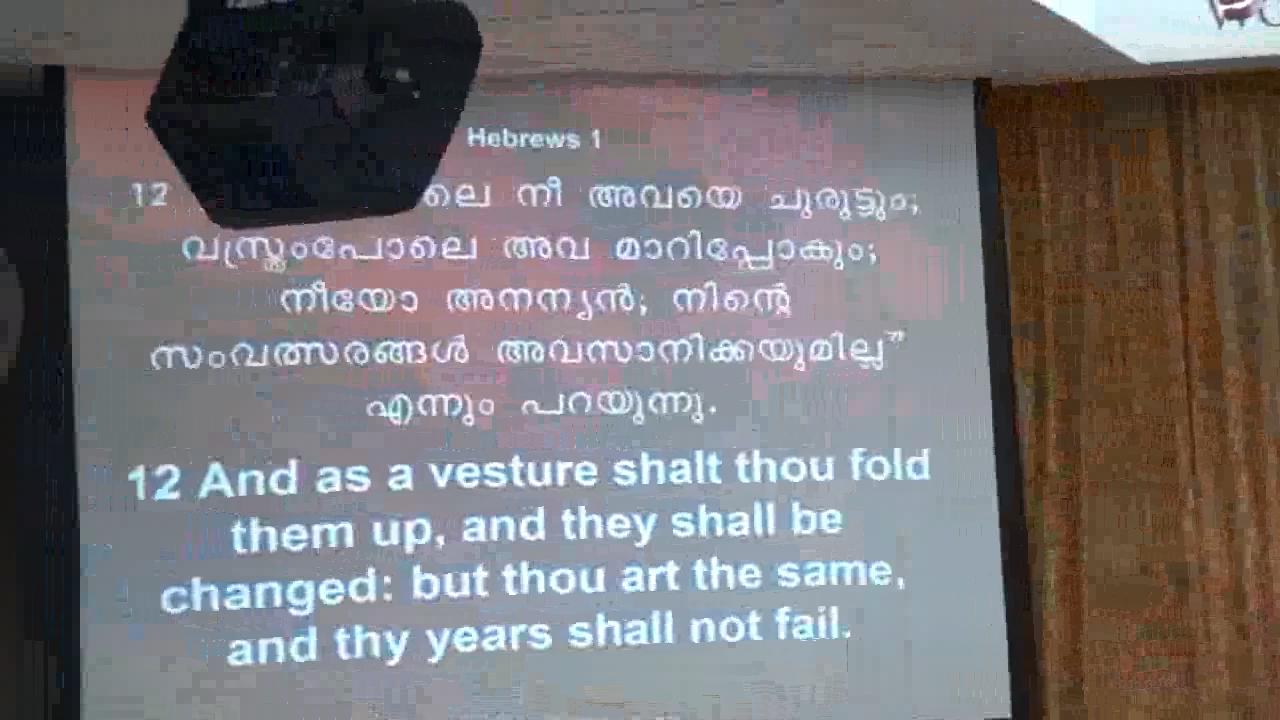 Hebrews 1
12 ലെ നീ അവയെ ചുരുട്ടും;
വസ്ത്രംപോലെ അവ മാറിപ്പോകും;
നീയോ അനന്യൻ; നിന്റെ
സംവത്സരങ്ങൾ അവസാനിക്കയുമില്ല”
എന്നും പറയുന്നു.
12 And as a vesture shalt thou fold
them up, and they shall be
changed: but thou art the same,
and thy years shall not fail.